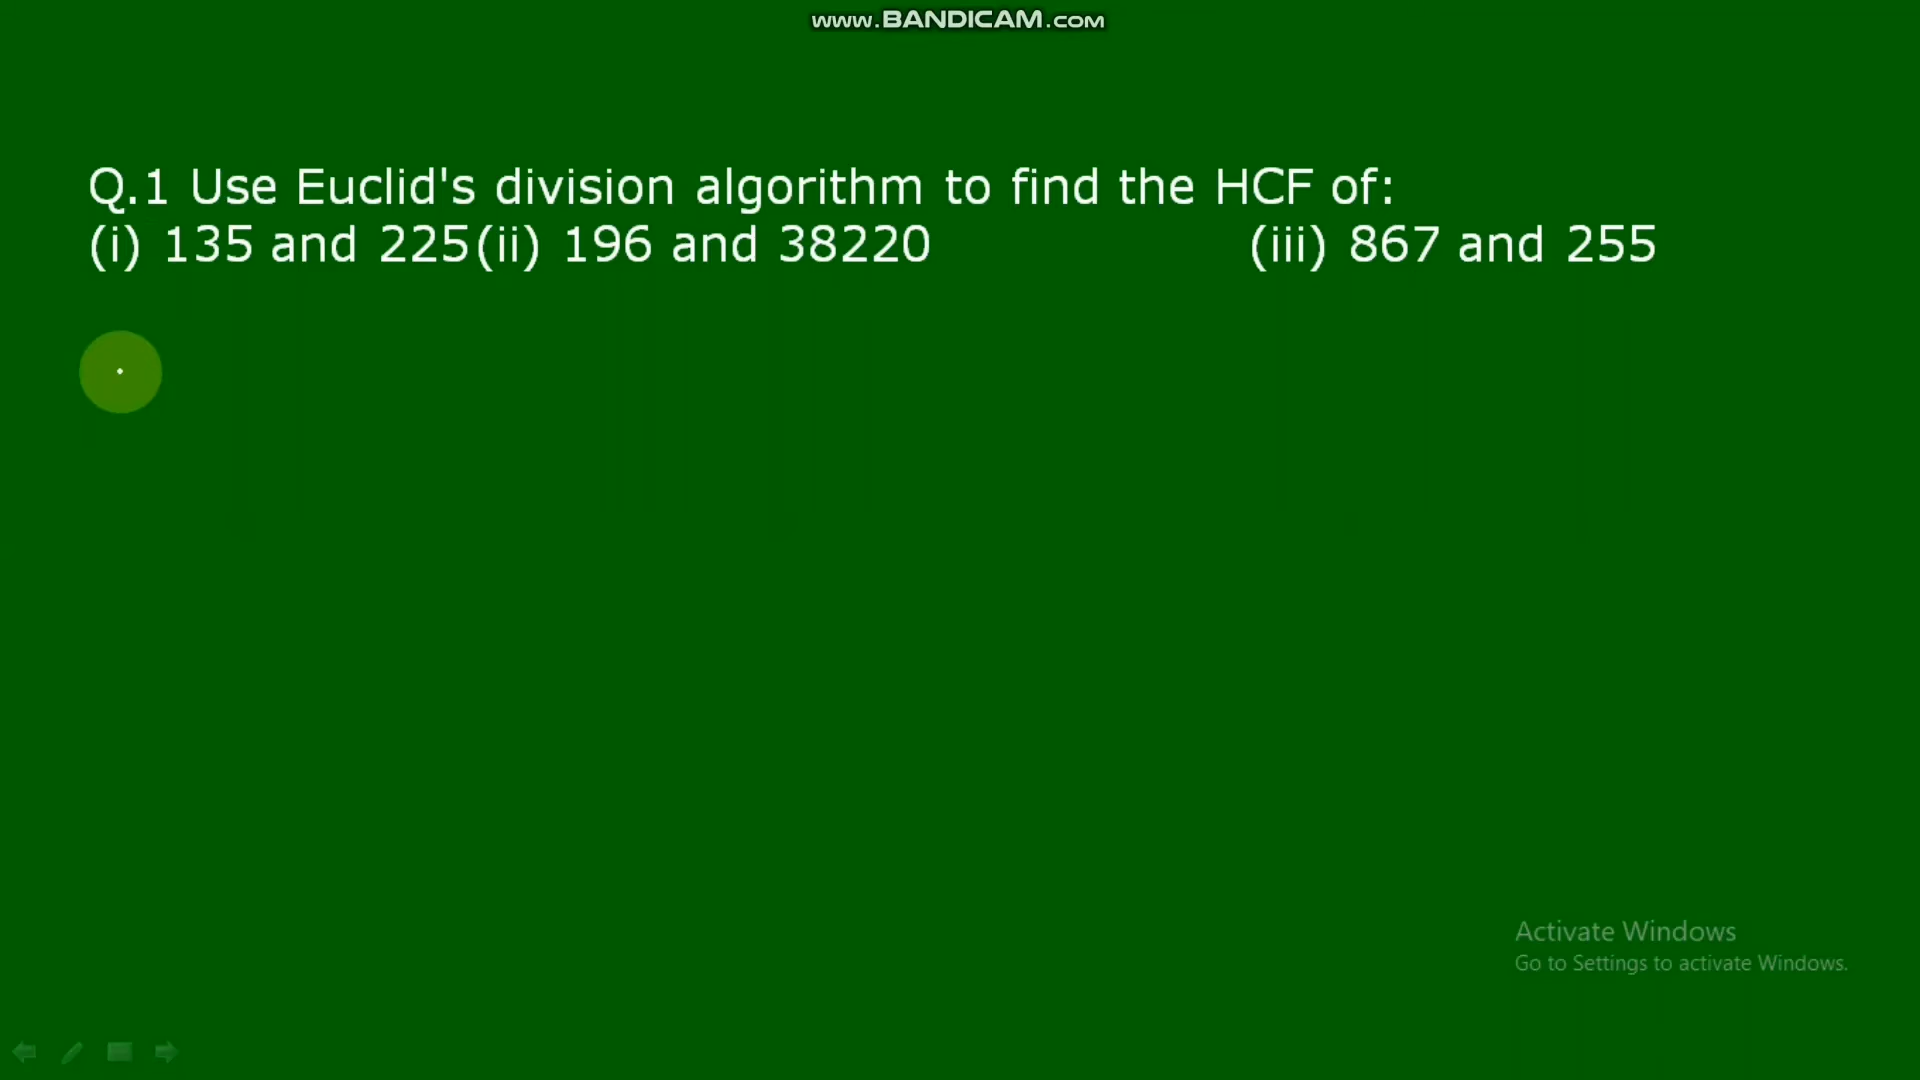 www.BANDICAM.com
Q.1 Use Euclid's division algorithm to find the HCF of:
(i) 135 and 225(ii) 196 and 38220 (iii) 867 and 255
Activate Windows
Go to Settings to activate Windows.